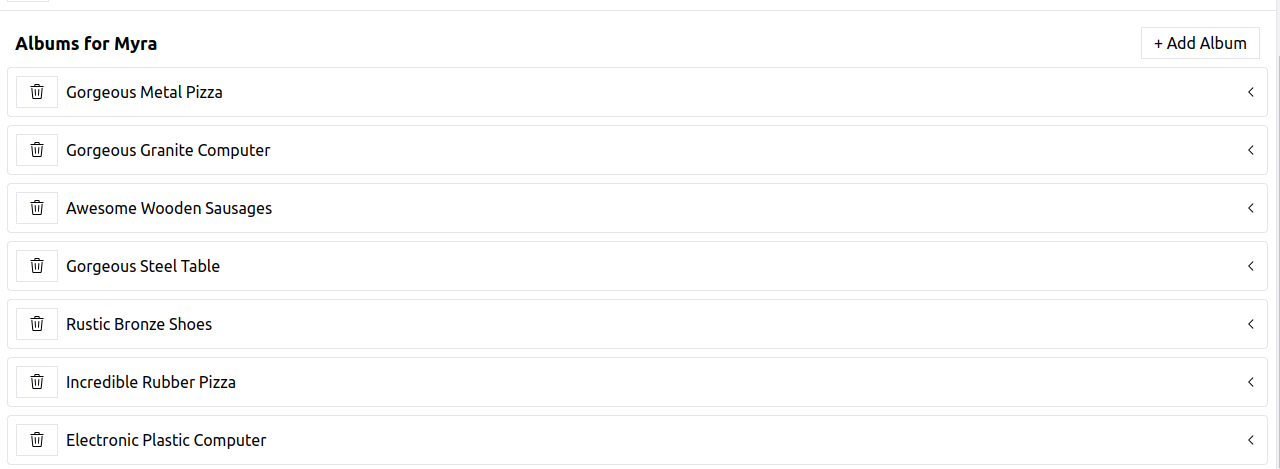 Albums for Myra
+ Add Album
Gorgeous Metal Pizza
Gorgeous Granite Computer
Awesome Wooden Sausages
Gorgeous Steel Table
Rustic Bronze Shoes
Incredible Rubber Pizza
Electronic Plastic Computer